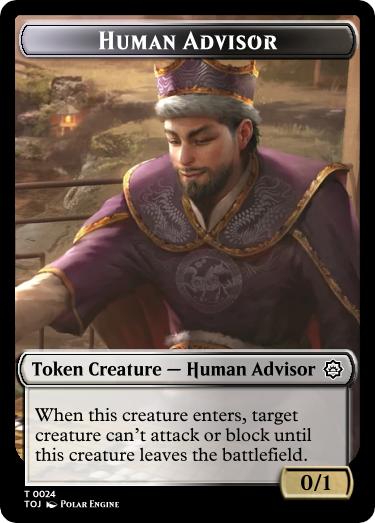 HUMAN ADVISOR
Token Creature — Human Advisor
When this creature enters, target
creature can't attack or block until
this creature leaves the battlefield.
0/1
T 0024
TOJ POLAR ENGINE